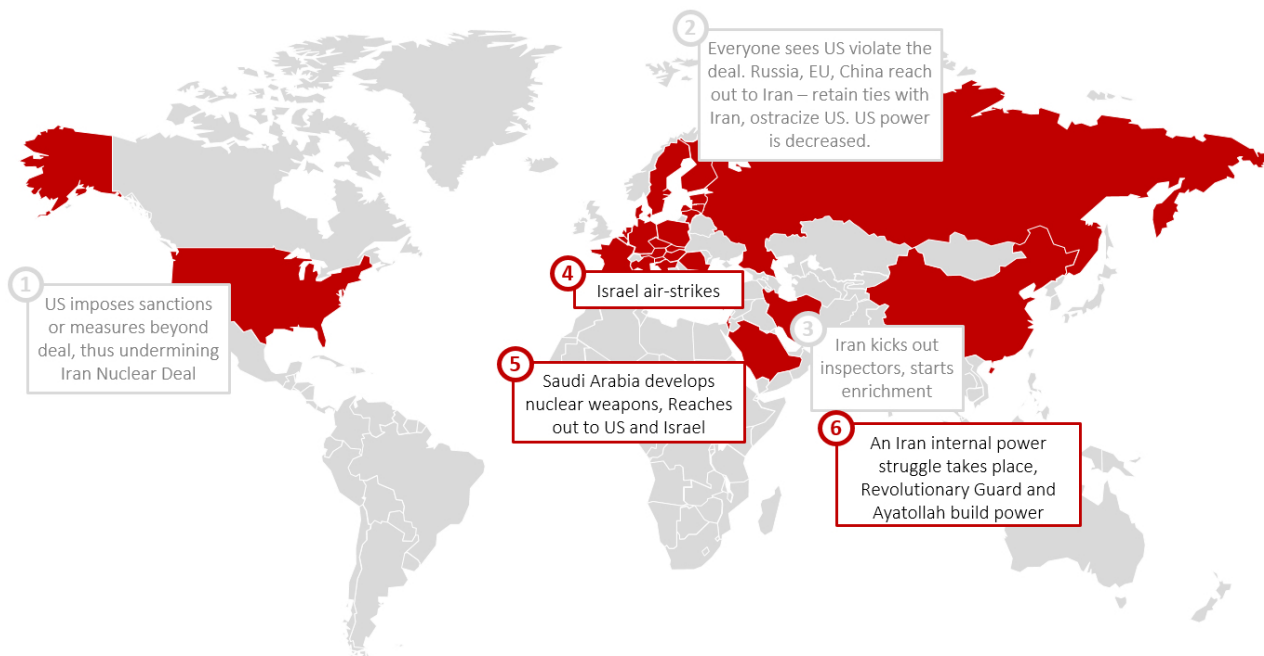 1
US imposes sanctions
or measures beyond
deal, thus undermining
Iran Nuclear Deal
2
Everyone sees US violate the
deal. Russia, EU, China reach
out to Iran – retain ties with
Iran, ostracize US. US power
is decreased.
3
Iran kicks out
inspectors, starts
enrichment
4
Israel air-strikes
5
Saudi Arabia develops
nuclear weapons, Reaches
out to US and Israel
6
An Iran internal power
struggle takes place,
Revolutionary Guard and
Ayatollah build power